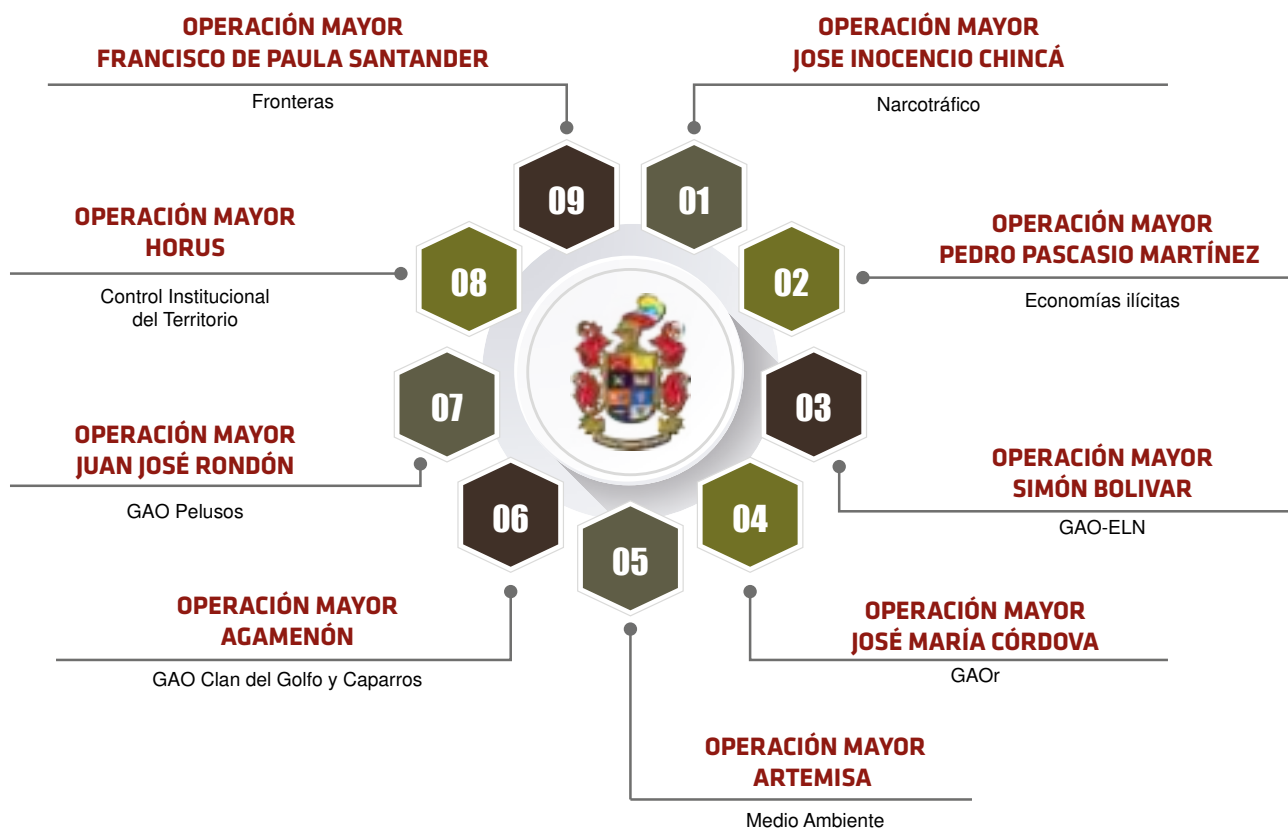 OPERACIÓN MAYOR
FRANCISCO DE PAULA SANTANDER
Fronteras
OPERACIÓN MAYOR
JOSE INOCENCIO CHINCÁ
Narcotráfico
09
01
OPERACIÓN MAYOR
HORUS
Control Institucional
del Territorio
08
02
OPERACIÓN MAYOR
PEDRO PASCASIO MARTÍNEZ
Economías ilícitas
07
03
OPERACIÓN MAYOR
JUAN JOSÉ RONDÓN
GAO Pelusos
OPERACIÓN MAYOR
SIMÓN BOLIVAR
GAO-ELN
06
04
05
OPERACIÓN MAYOR
AGAMENÓN
GAO Clan del Golfo y Caparros
OPERACIÓN MAYOR
JOSÉ MARÍA CÓRDOVA
GAOr
OPERACIÓN MAYOR
ARTEMISA
Medio Ambiente